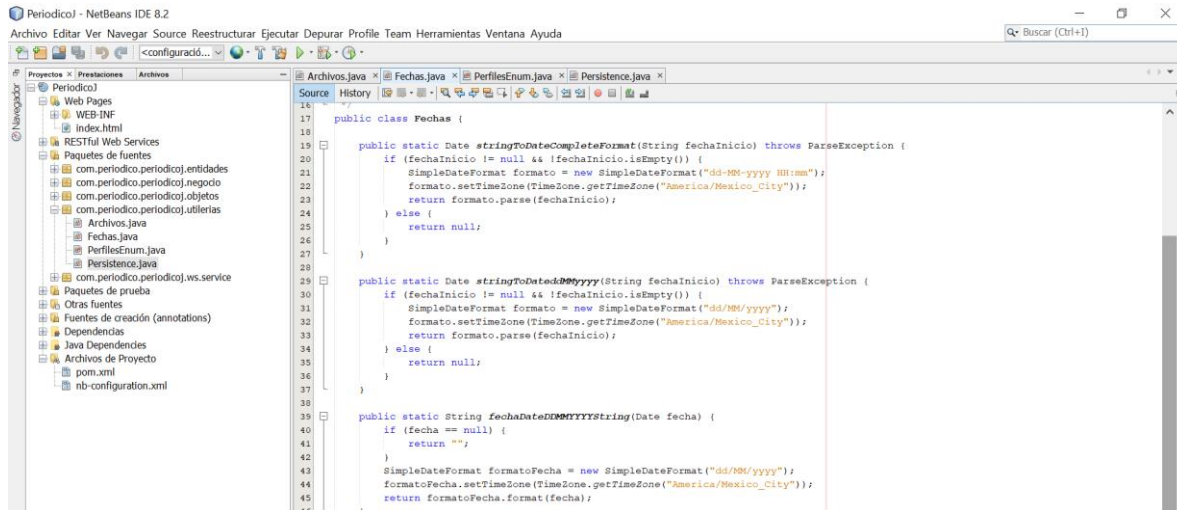 PeriodicoJ - NetBeans IDE 8.2
Archivo Editar Ver Navegar Source Reestructurar Ejecutar Depurar Profile Team Herramientas Ventana Ayuda
Buscar (Ctrl+I)
<configuració...
Proyectos Prestaciones Archivos
Navegador
PeriodicoJ
Web Pages
WEB-INF
index.html
RESTful Web Services
Paquetes de fuentes
com.periodico.periodicoj.entidades
com.periodico.periodicoj.negocio
com.periodico.periodicoj.objetos
com.periodico.periodicoj.utilerias
Archivos.java
Fechas.java
PerfilesEnum.java
Persistence.java
com.periodico.periodicoj.ws.service
Paquetes de prueba
Otras fuentes
Fuentes de creación (annotations)
Dependencias
Java Dependencies
Archivos de Proyecto
pom.xml
nb-configuration.xml
Archivos.java Fechas.java PerfilesEnum.java Persistence.java
Source History
16 */
17 public class Fechas {
18
19 public static Date stringToDateCompleteFormat(String fechaInicio) throws ParseException {
20 if (fechaInicio != null && !fechaInicio.isEmpty()) {
21 SimpleDateFormat formato = new SimpleDateFormat("dd-MM-yyyy HH:mm");
22 formato.setTimeZone(TimeZone.getTimeZone("America/Mexico_City"));
23 return formato.parse(fechaInicio);
24 } else {
25 return null;
26 }
27 }
28
29 public static Date stringToDateddMMyyyy(String fechaInicio) throws ParseException {
30 if (fechaInicio != null && !fechaInicio.isEmpty()) {
31 SimpleDateFormat formato = new SimpleDateFormat("dd/MM/yyyy");
32 formato.setTimeZone(TimeZone.getTimeZone("America/Mexico_City"));
33 return formato.parse(fechaInicio);
34 } else {
35 return null;
36 }
37 }
38
39 public static String fechaDateDDMMYYYYString(Date fecha) {
40 if (fecha == null) {
41 return "";
42 }
43 SimpleDateFormat formatoFecha = new SimpleDateFormat("dd/MM/yyyy");
44 formatoFecha.setTimeZone(TimeZone.getTimeZone("America/Mexico_City"));
45 return formatoFecha.format(fecha);